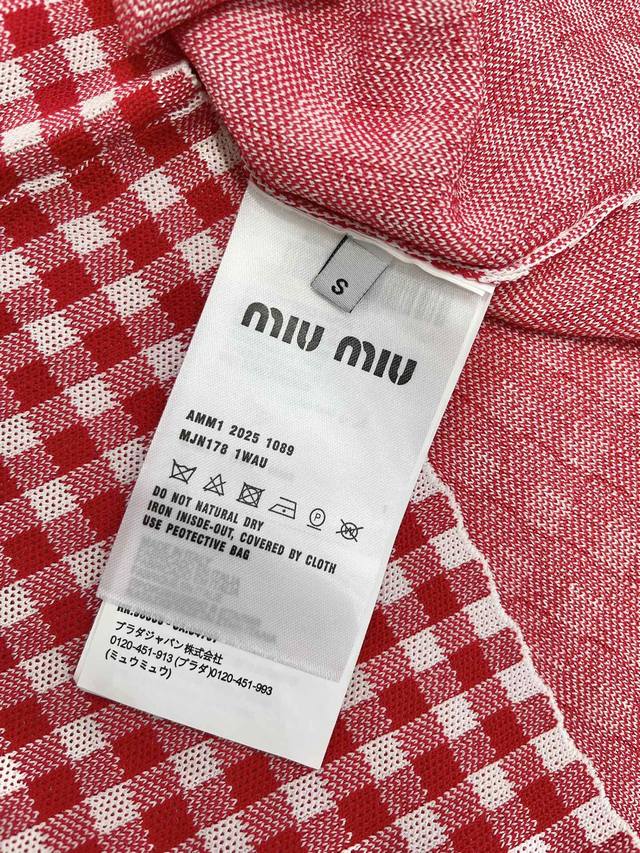 S
miu miu
AMM1 2025 1089
MJN178 1WAU
DO NOT NATURAL DRY
IRON INISDE-OUT, COVERED BY CLOTH
USE PEOTECTIVE BAG
プラダジャパン株式会社
0120-451-913 (プラダ)0120-451-993
(ミュウミュウ)